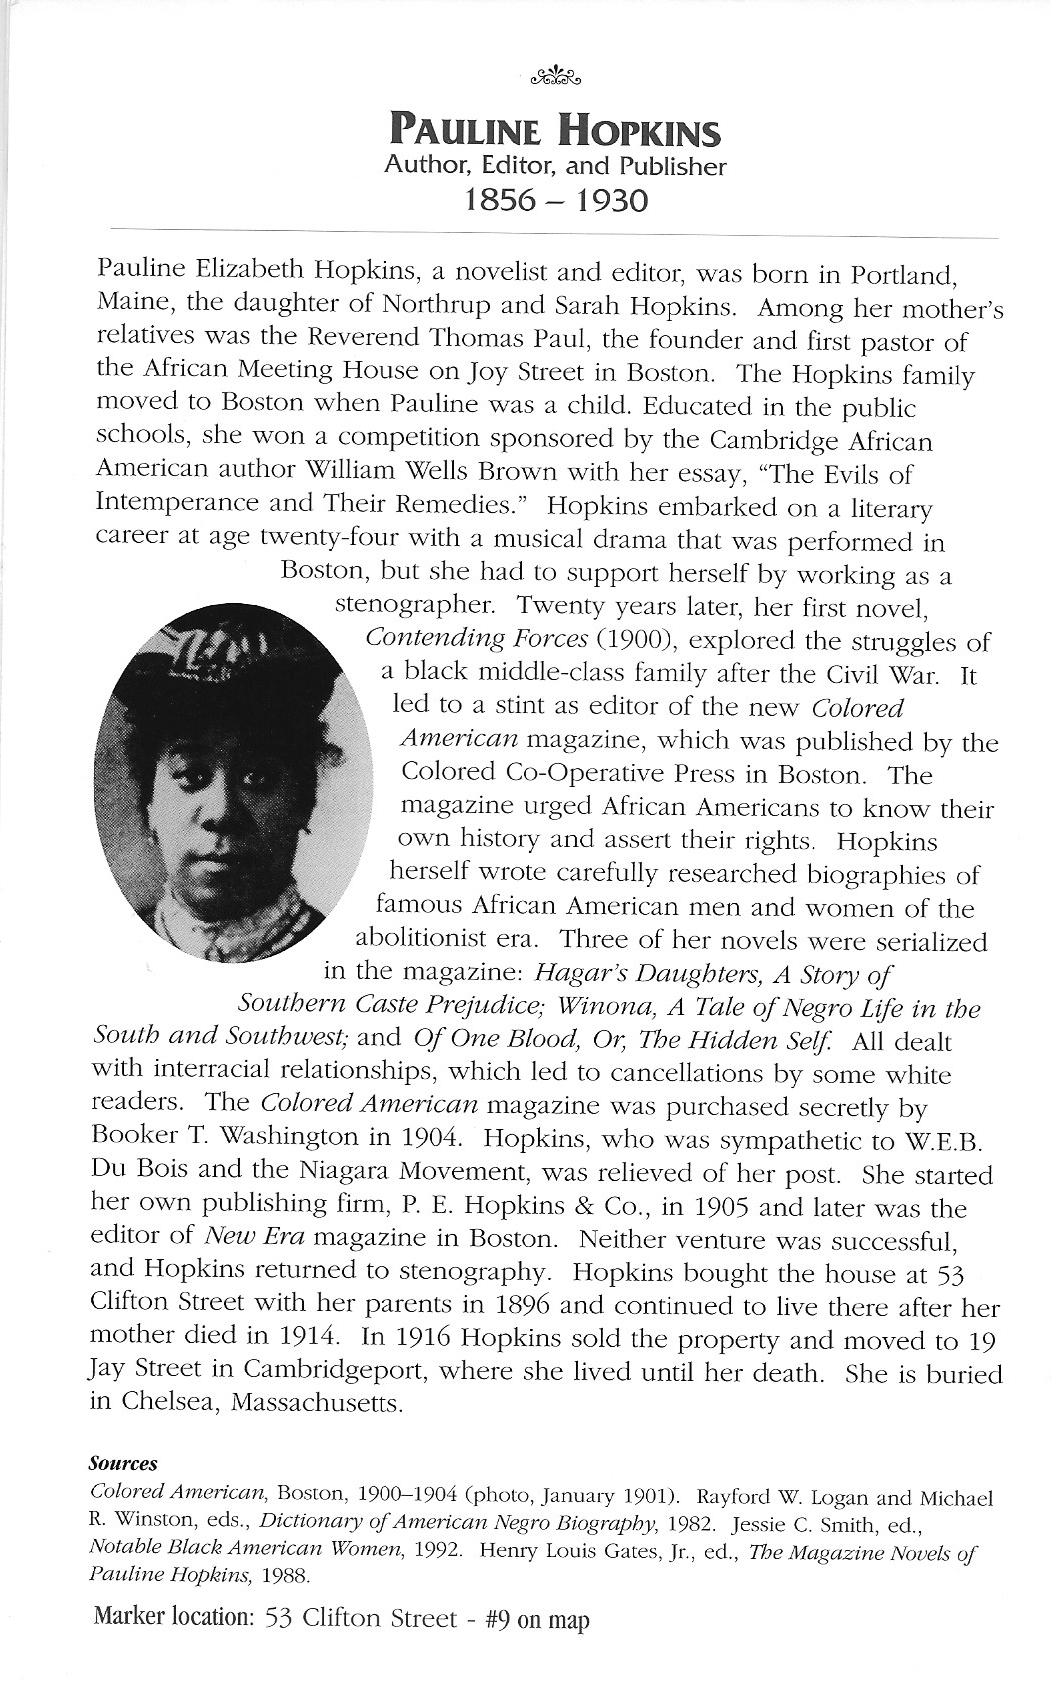 PAULINE HOPKINS
Author, Editor, and Publisher
1856 – 1930
Pauline Elizabeth Hopkins, a novelist and editor, was born in Portland,
Maine, the daughter of Northrup and Sarah Hopkins. Among her mother's
relatives was the Reverend Thomas Paul, the founder and first pastor of
the African Meeting House on Joy Street in Boston. The Hopkins family
moved to Boston when Pauline was a child. Educated in the public
schools, she won a competition sponsored by the Cambridge African
American author William Wells Brown with her essay, “The Evils of
Intemperance and Their Remedies.” Hopkins embarked on a literary
career at age twenty-four with a musical drama that was performed in
Boston, but she had to support herself by working as a
stenographer. Twenty years later, her first novel,
Contending Forces (1900), explored the struggles of
a black middle-class family after the Civil War. It
led to a stint as editor of the new Colored
American magazine, which was published by the
Colored Co-Operative Press in Boston. The
magazine urged African Americans to know their
own history and assert their rights. Hopkins
herself wrote carefully researched biographies of
famous African American men and women of the
abolitionist era. Three of her novels were serialized
in the magazine: Hagar's Daughters, A Story of
Southern Caste Prejudice; Winona, A Tale of Negro Life in the
South and Southwest; and Of One Blood, Or, The Hidden Self. All dealt
with interracial relationships, which led to cancellations by some white
readers. The Colored American magazine was purchased secretly by
Booker T. Washington in 1904. Hopkins, who was sympathetic to W.E.B.
Du Bois and the Niagara Movement, was relieved of her post. She started
her own publishing firm, P. E. Hopkins & Co., in 1905 and later was the
editor of New Era magazine in Boston. Neither venture was successful,
and Hopkins returned to stenography. Hopkins bought the house at 53
Clifton Street with her parents in 1896 and continued to live there after her
mother died in 1914. In 1916 Hopkins sold the property and moved to 19
Jay Street in Cambridgeport, where she lived until her death. She is buried
in Chelsea, Massachusetts.
Sources
Colored American, Boston, 1900–1904 (photo, January 1901). Rayford W. Logan and Michael
R. Winston, eds., Dictionary of American Negro Biography, 1982. Jessie C. Smith, ed.,
Notable Black American Women, 1992. Henry Louis Gates, Jr., ed., The Magazine Novels of
Pauline Hopkins, 1988.
Marker location: 53 Clifton Street - #9 on map